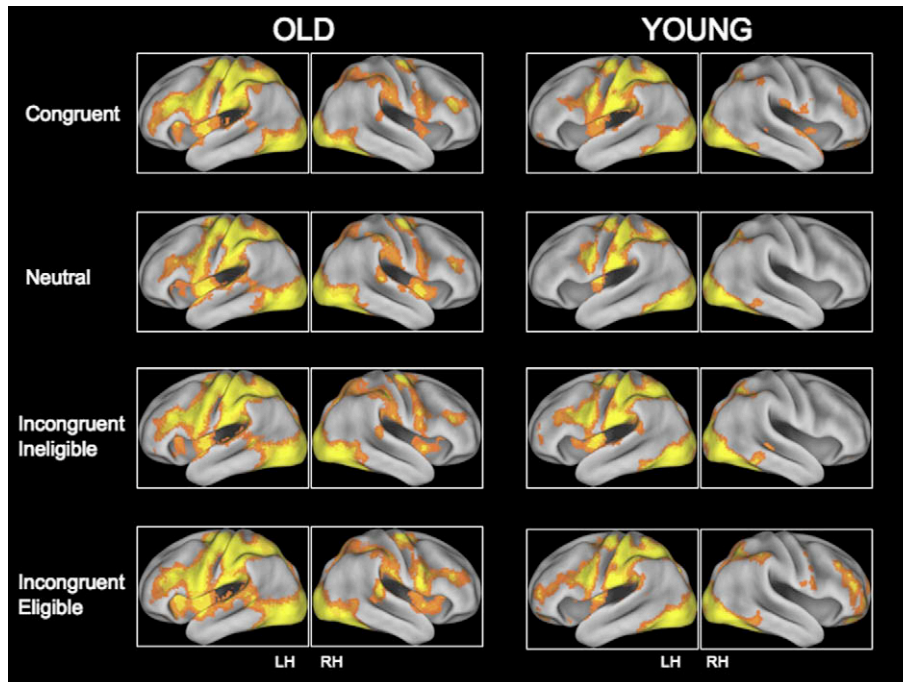 OLD YOUNG
Congruent
Neutral
Incongruent
Ineligible
Incongruent
Eligible
LH RH LH RH